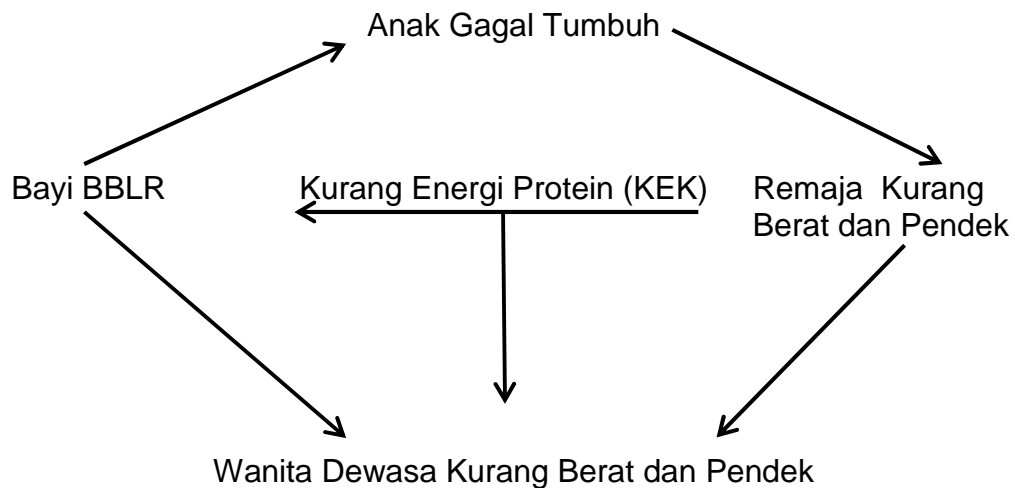 Anak Gagal Tumbuh
Bayi BBLR
Kurang Energi Protein (KEK)
Remaja Kurang
Berat dan Pendek
Wanita Dewasa Kurang Berat dan Pendek